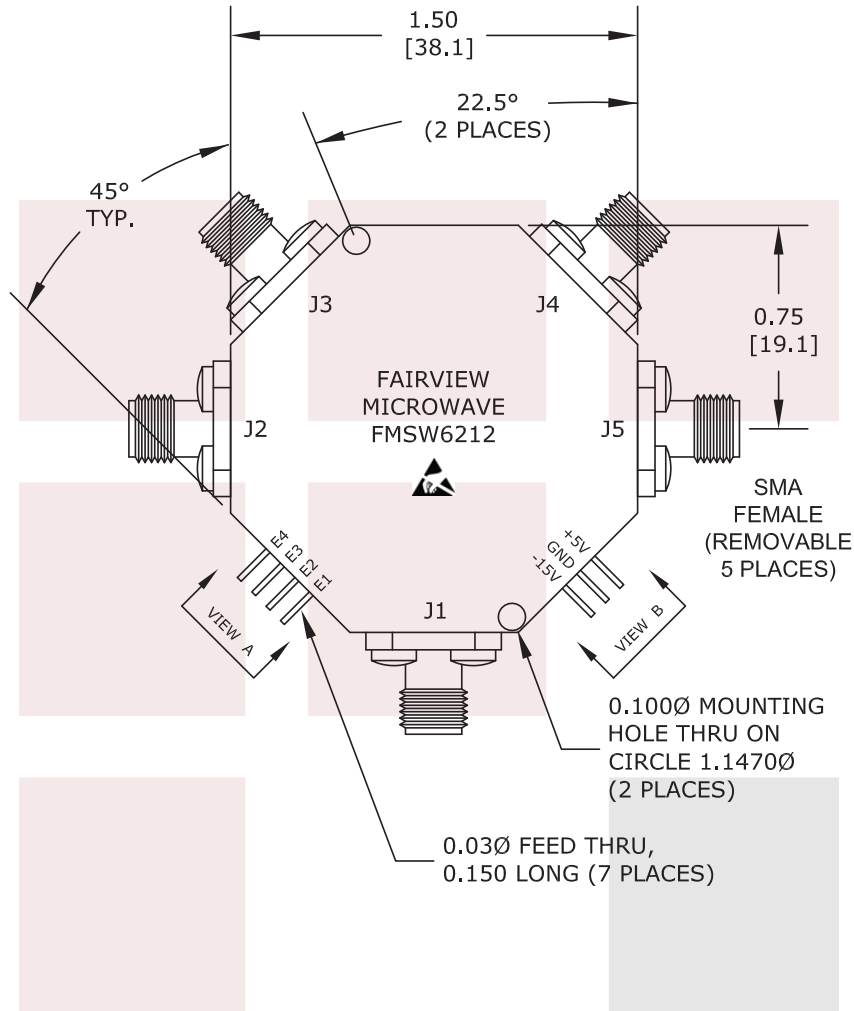 1.50
[38.1]
22.5°
(2 PLACES)
45°
TYP.
J3
J4
0.75
[19.1]
FAIRVIEW
MICROWAVE
FMSW6212
J2
J5
SMA
FEMALE
(REMOVABLE
5 PLACES)
E4
E3
E2
E1
+5V
GND
-15V
J1
VIEW A
VIEW B
0.100Ø MOUNTING
HOLE THRU ON
CIRCLE 1.1470Ø
(2 PLACES)
0.03Ø FEED THRU,
0.150 LONG (7 PLACES)